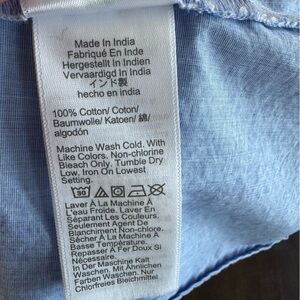 Made In India
Fabriqué En Inde
Hergestellt In Indien
Vervaardigd In India
インド製
hecho en india
100% Cotton/ Coton/
Baumwolle/ Katoen/ 綿/
algodón
Machine Wash Cold. With
Like Colors. Non-chlorine
Bleach Only. Tumble Dry
Low. Iron On Lowest
Setting.
30
Laver À La Machine À
L'eau Froide. Laver En
Séparant Les Couleurs.
Seulement Agent De
Blanchiment Non-chlore.
Sécher À La Machine À
Basse Température.
Repasser À Fer Doux Si
Nécessaire.
In Der Maschine Kalt
Waschen. Mit Ähnlichen
Farben Waschen. Nur
Chlorfreies Bleichmittel